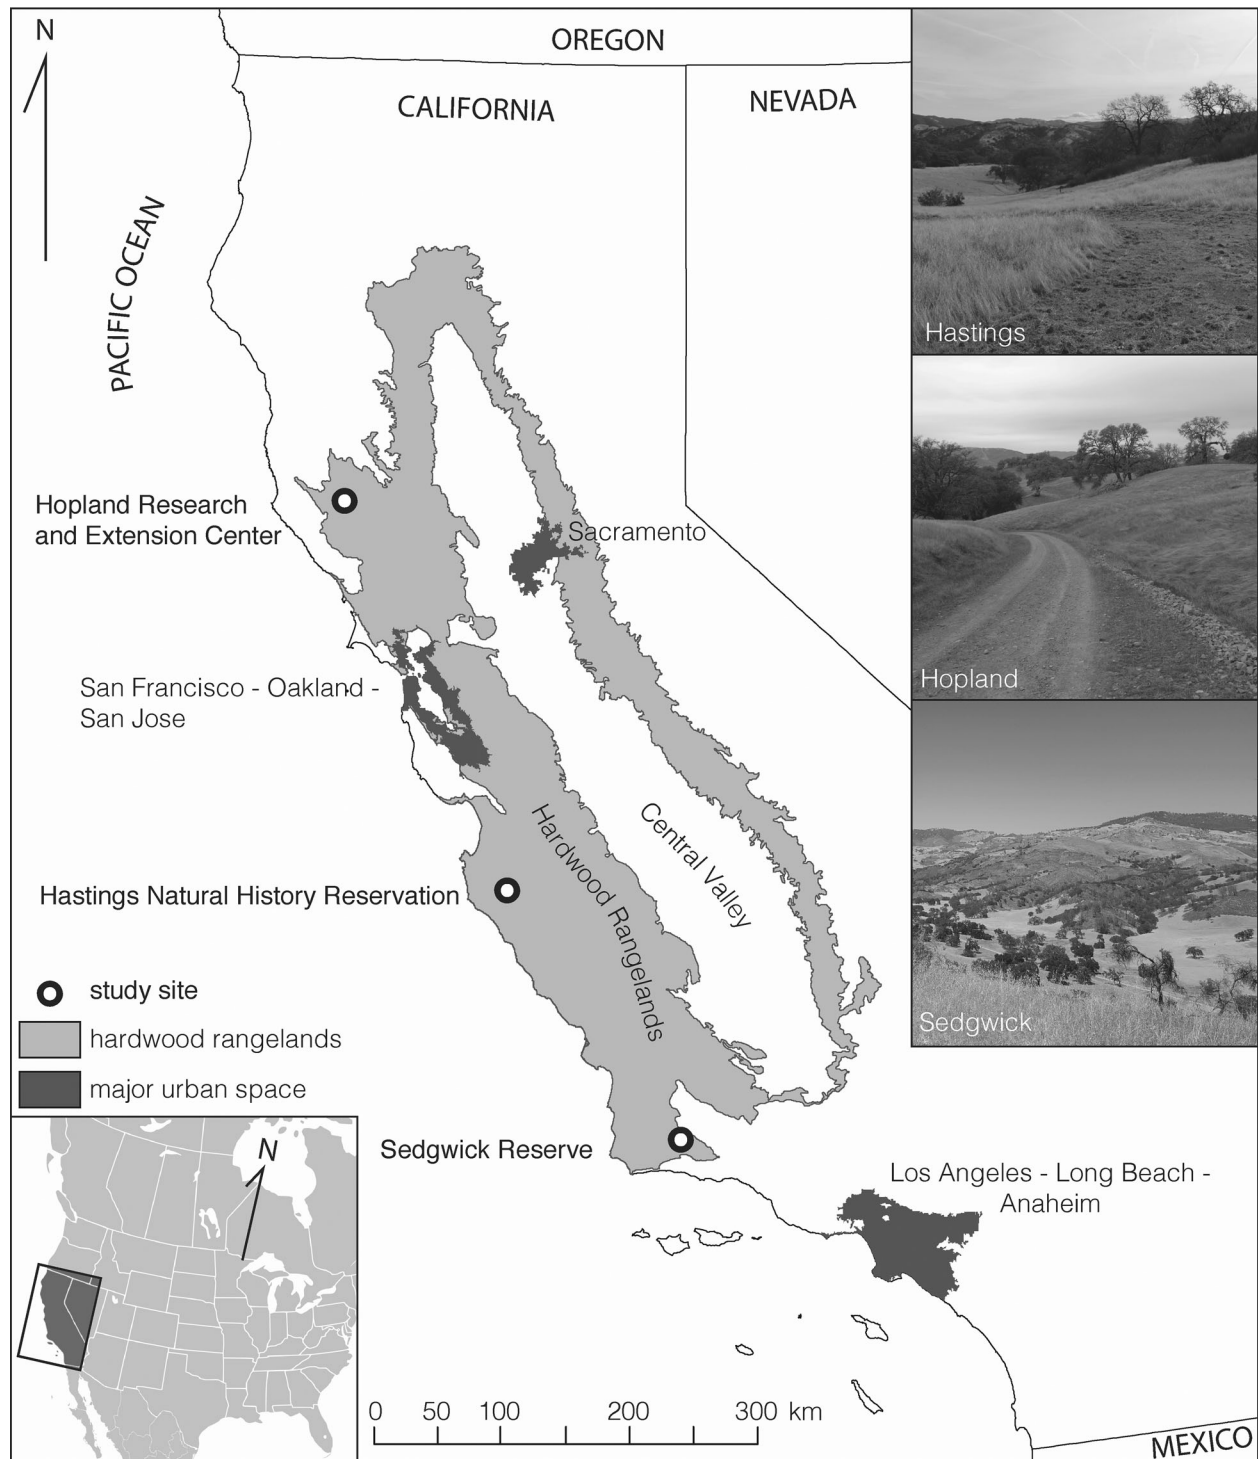 N
OREGON
CALIFORNIA
NEVADA
PACIFIC OCEAN
Hastings
Hopland Research
and Extension Center
Sacramento
Hopland
San Francisco - Oakland -
San Jose
Hardwood Rangelands
Central Valley
Hastings Natural History Reservation
study site
hardwood rangelands
major urban space
Sedgwick
N
Sedgwick Reserve
Los Angeles - Long Beach -
Anaheim
0 50 100 200 300 km
MEXICO